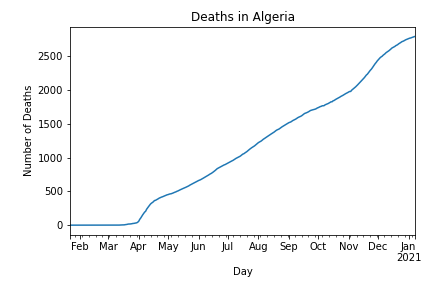 Deaths in Algeria
Number of Deaths
2500
2000
1500
1000
500
0
Feb Mar Apr May Jun Jul Aug Sep Oct Nov Dec Jan
2021
Day